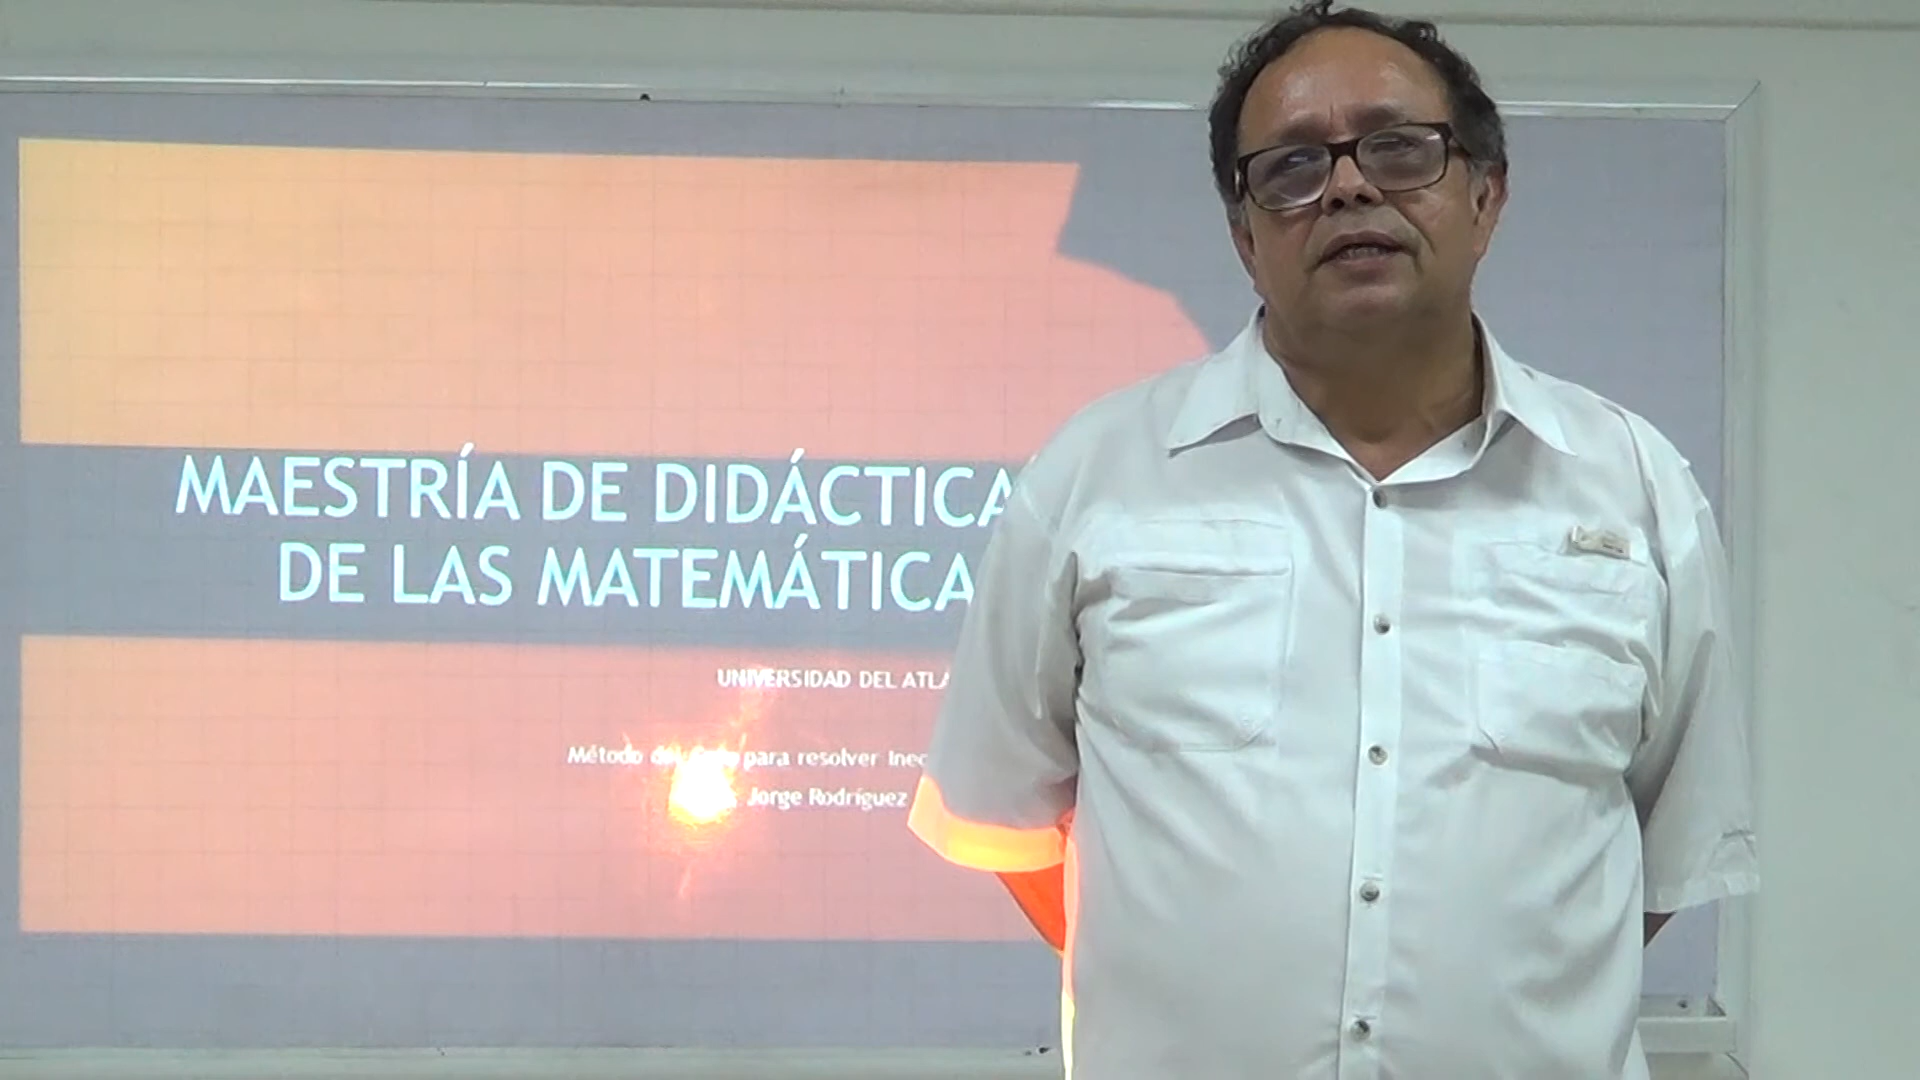 MAESTRÍA DE DIDÁCTICA
DE LAS MATEMÁTICA
UNIVERSIDAD DEL ATLA
Método para resolver Inec
Jorge Rodríguez